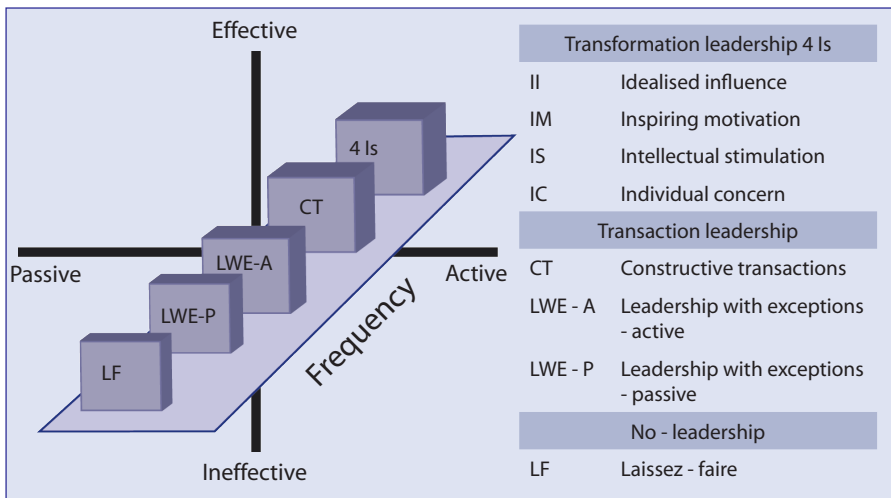 Effective
4 Is
CT
LWE-A
LWE-P
LF
Passive
Active
Frequency
Ineffective
Transformation leadership 4 Is
II Idealised influence
IM Inspiring motivation
IS Intellectual stimulation
IC Individual concern
Transaction leadership
CT Constructive transactions
LWE - A Leadership with exceptions
- active
LWE - P Leadership with exceptions
- passive
No - leadership
LF Laissez - faire